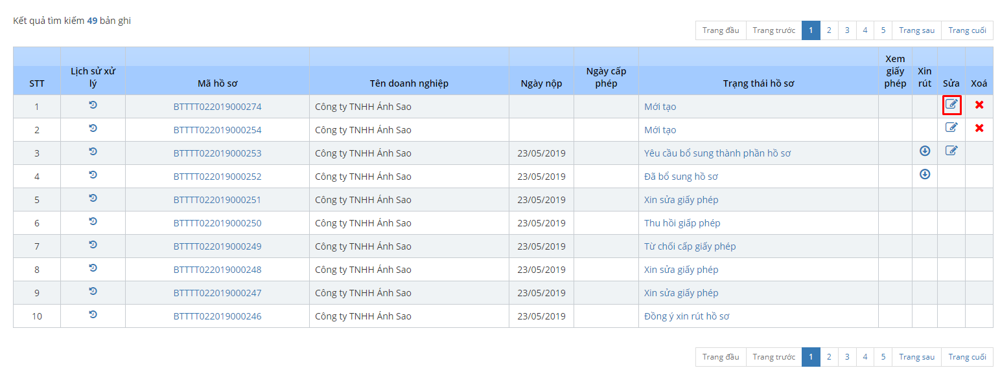 Kết quả tìm kiếm 49 bản ghi
Trang đầu Trang trước 1 2 3 4 5 Trang sau Trang cuối
STT Lịch sử xử lý Mã hồ sơ Tên doanh nghiệp Ngày nộp Ngày cấp phép Trạng thái hồ sơ Xem giấy phép Xin rút Sửa Xoá
1 BTTTT022019000274 Công ty TNHH Ánh Sao Mới tạo
2 BTTTT022019000254 Công ty TNHH Ánh Sao Mới tạo
3 BTTTT022019000253 Công ty TNHH Ánh Sao 23/05/2019 Yêu cầu bổ sung thành phần hồ sơ
4 BTTTT022019000252 Công ty TNHH Ánh Sao 23/05/2019 Đã bổ sung hồ sơ
5 BTTTT022019000251 Công ty TNHH Ánh Sao 23/05/2019 Xin sửa giấy phép
6 BTTTT022019000250 Công ty TNHH Ánh Sao 23/05/2019 Thu hồi giấp phép
7 BTTTT022019000249 Công ty TNHH Ánh Sao 23/05/2019 Từ chối cấp giấy phép
8 BTTTT022019000248 Công ty TNHH Ánh Sao 23/05/2019 Xin sửa giấy phép
9 BTTTT022019000247 Công ty TNHH Ánh Sao 23/05/2019 Xin sửa giấy phép
10 BTTTT022019000246 Công ty TNHH Ánh Sao 23/05/2019 Đồng ý xin rút hồ sơ
Trang đầu Trang trước 1 2 3 4 5 Trang sau Trang cuối